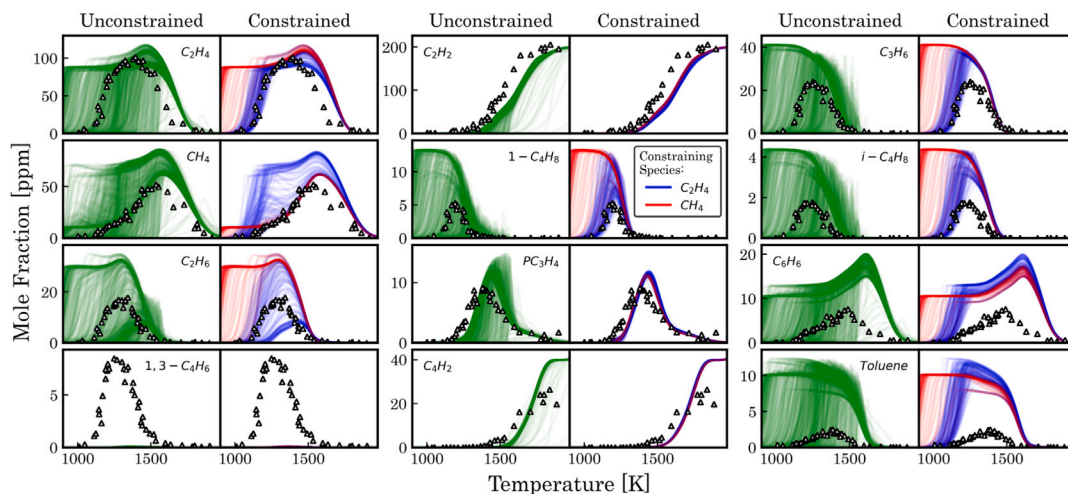 Unconstrained Constrained Unconstrained Constrained Unconstrained Constrained
100 C₂H₄ 200 C₂H₂ 40 C₃H₆
50 100 20
0 0 0
CH₄ 1−C₄H₈ Constraining Species: i−C₄H₈
50 10 C₂H₄ 4
5 CH₄ 2
0 0 0
C₂H₆ PC₃H₄ C₆H₆
25 10 20
10
0 0 0
1,3−C₄H₆ 40 C₄H₂ Toluene
5 20 10
5
0 0 0
1000 1500 1000 1500 1000 1500 1000 1500 1000 1500 1000 1500
Mole Fraction [ppm]
Temperature [K]